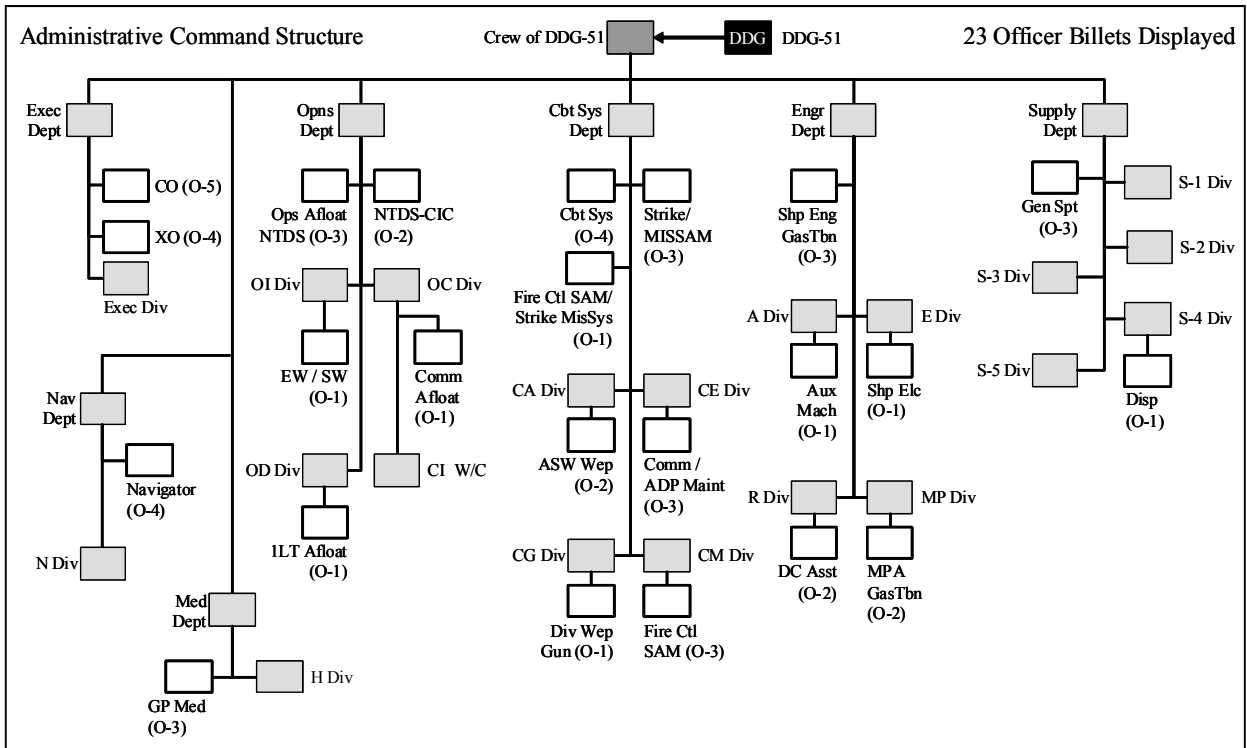 Administrative Command Structure
Crew of DDG-51
DDG
DDG-51
23 Officer Billets Displayed
Exec
Dept
CO (O-5)
XO (O-4)
Exec Div
Nav
Dept
Navigator
(O-4)
N Div
Med
Dept
GP Med
(O-3)
H Div
Opns
Dept
Ops Afloat
NTDS (O-3)
NTDS-CIC
(O-2)
OI Div
OC Div
EW / SW
(O-1)
Comm
Afloat
(O-1)
OD Div
CI W/C
1LT Afloat
(O-1)
Cbt Sys
Dept
Cbt Sys
(O-4)
Strike/
MISSAM
(O-3)
Fire Ctl SAM/
Strike MisSys
(O-1)
CA Div
CE Div
ASW Wep
(O-2)
Comm /
ADP Maint
(O-3)
CG Div
CM Div
Div Wep
Gun (O-1)
Fire Ctl
SAM (O-3)
Engr
Dept
Shp Eng
GasTbn
(O-3)
A Div
E Div
Aux
Mach
(O-1)
Shp Elc
(O-1)
R Div
MP Div
DC Asst
(O-2)
MPA
GasTbn
(O-2)
Supply
Dept
Gen Spt
(O-3)
S-1 Div
S-2 Div
S-3 Div
S-4 Div
S-5 Div
Disp
(O-1)